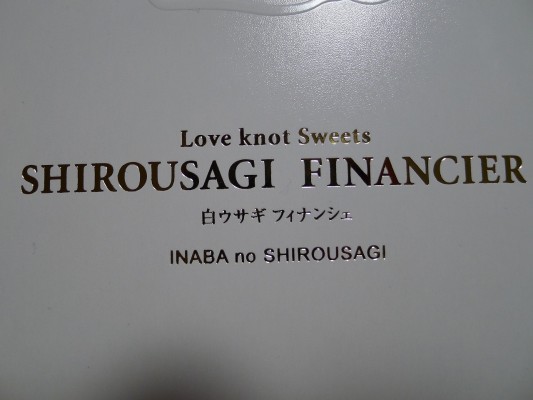 Love knot Sweets
SHIROUSAGI FINANCIER
白ウサギ フィナンシェ
INABA no SHIROUSAGI